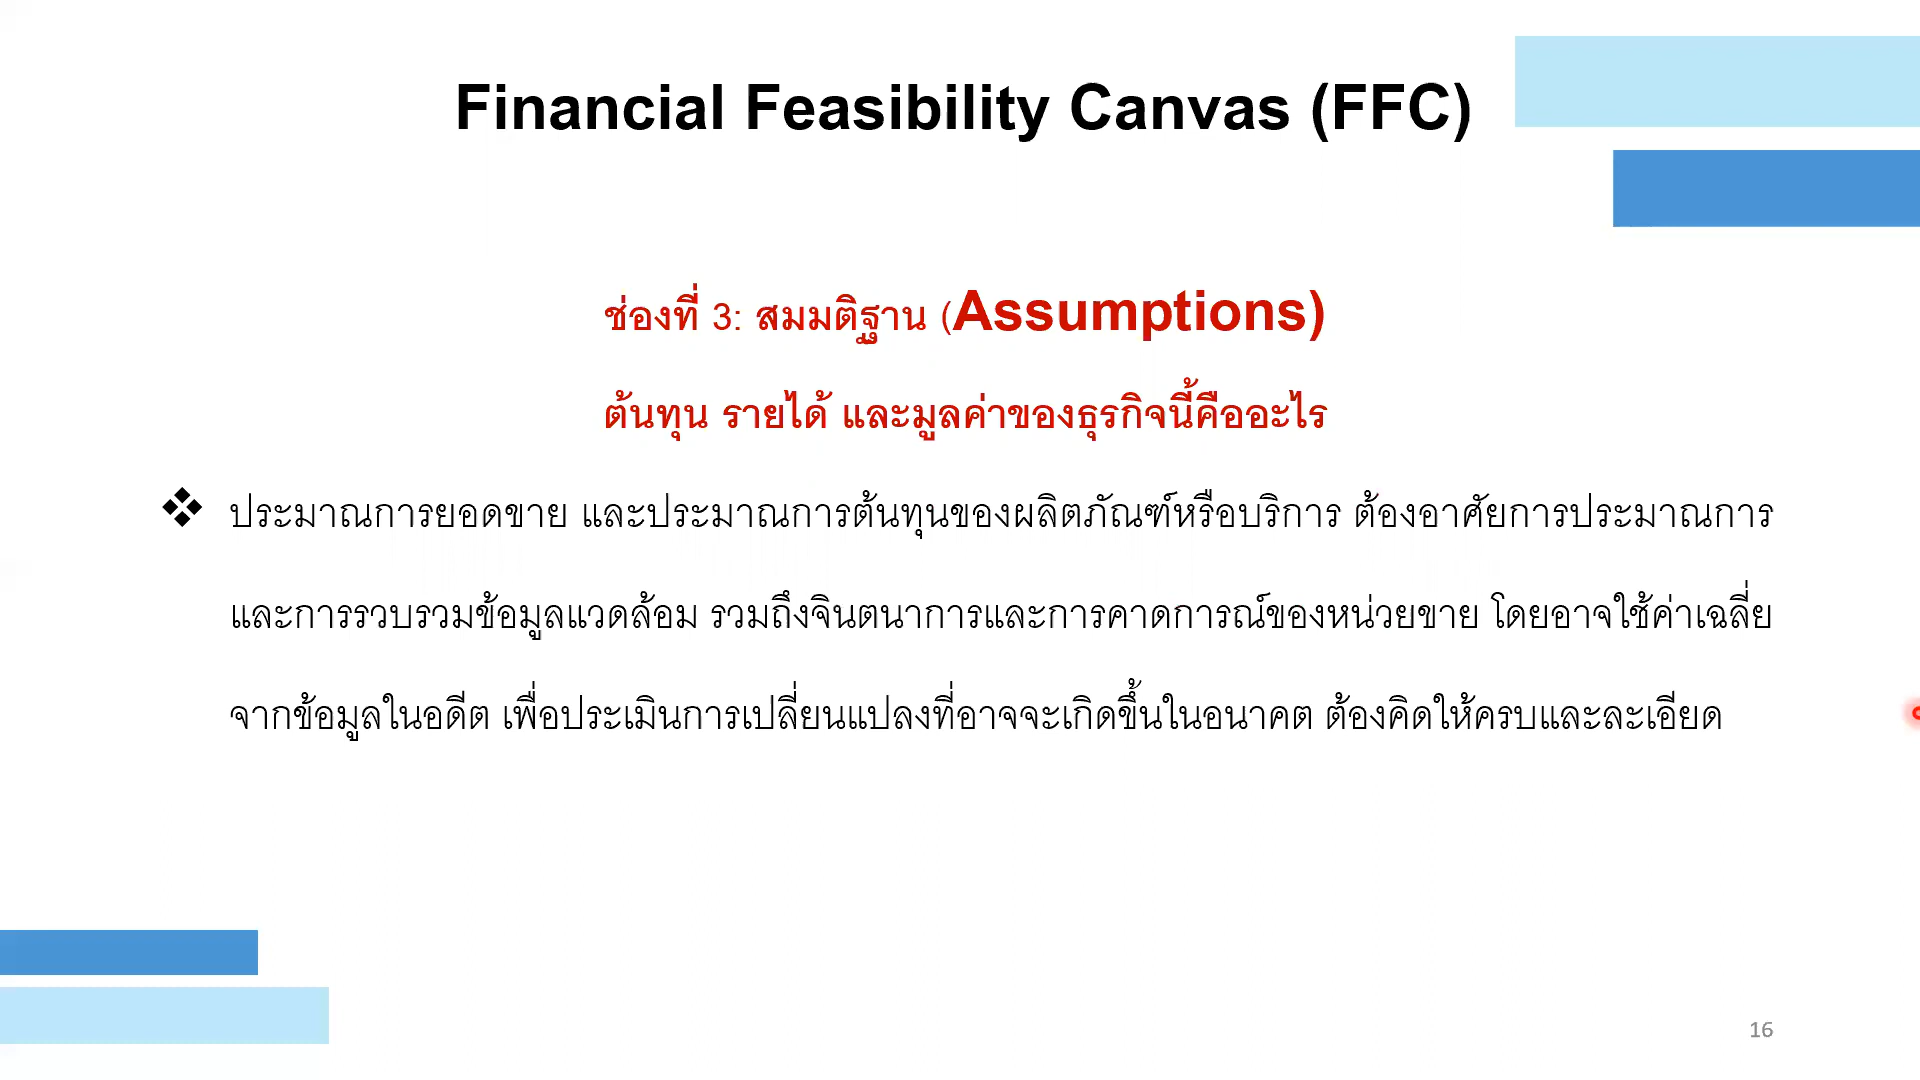 Financial Feasibility Canvas (FFC)
ช่องที่ 3: สมมติฐาน (Assumptions)
ต้นทุน รายได้ และมูลค่าของธุรกิจนี้คืออะไร
❖ ประมาณการยอดขาย และประมาณการต้นทุนของผลิตภัณฑ์หรือบริการ ต้องอาศัยการประมาณการ
และการรวบรวมข้อมูลแวดล้อม รวมถึงจินตนาการและการคาดการณ์ของหน่วยขาย โดยอาจใช้ค่าเฉลี่ย
จากข้อมูลในอดีต เพื่อประเมินการเปลี่ยนแปลงที่อาจจะเกิดขึ้นในอนาคต ต้องคิดให้ครบและละเอียด
16